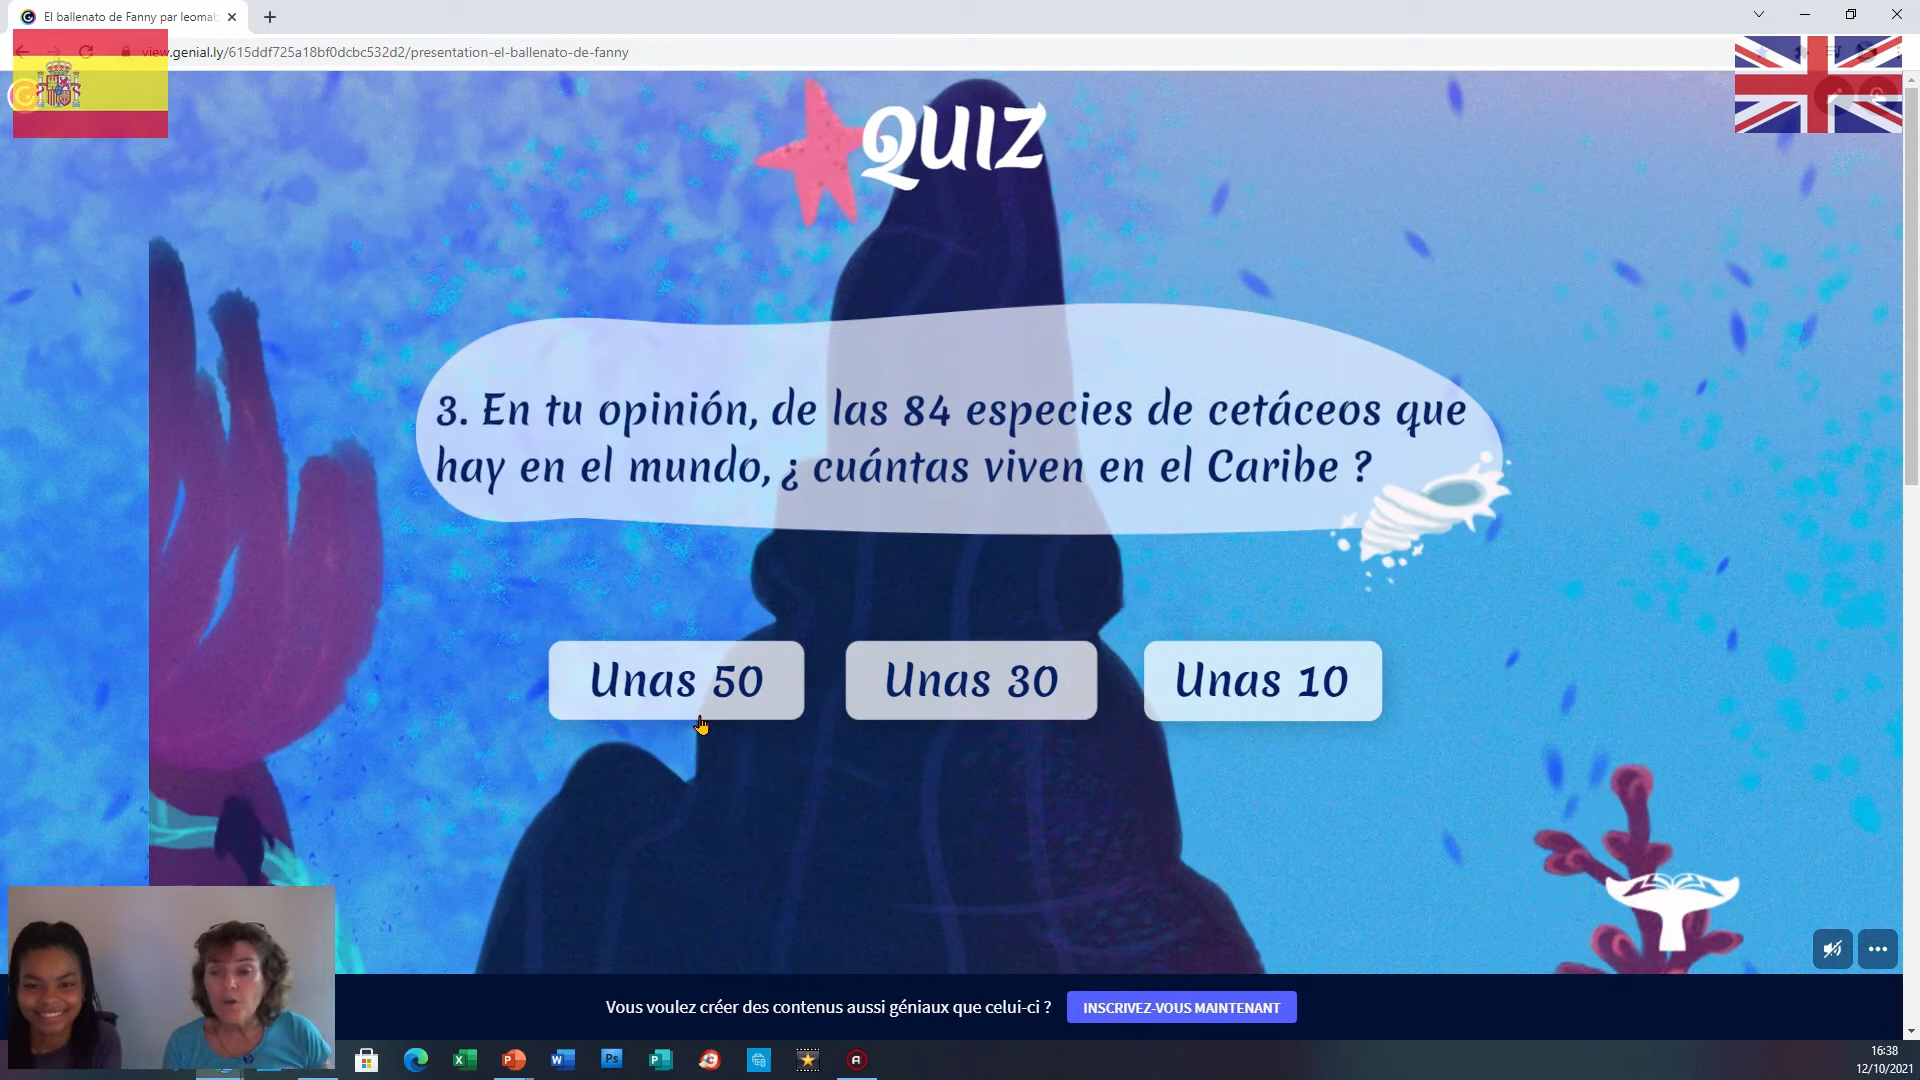 El ballenato de Fanny par leomab
view.genial.ly/615ddf725a18bf0dcbc532d2/presentation-el-ballenato-de-fanny
QUIZ
3. En tu opinión, de las 84 especies de cetáceos que
hay en el mundo, ¿ cuántas viven en el Caribe ?
Unas 50
Unas 30
Unas 10
Vous voulez créer des contenus aussi géniaux que celui-ci ?
INSCRIVEZ-VOUS MAINTENANT
16:38
12/10/2021